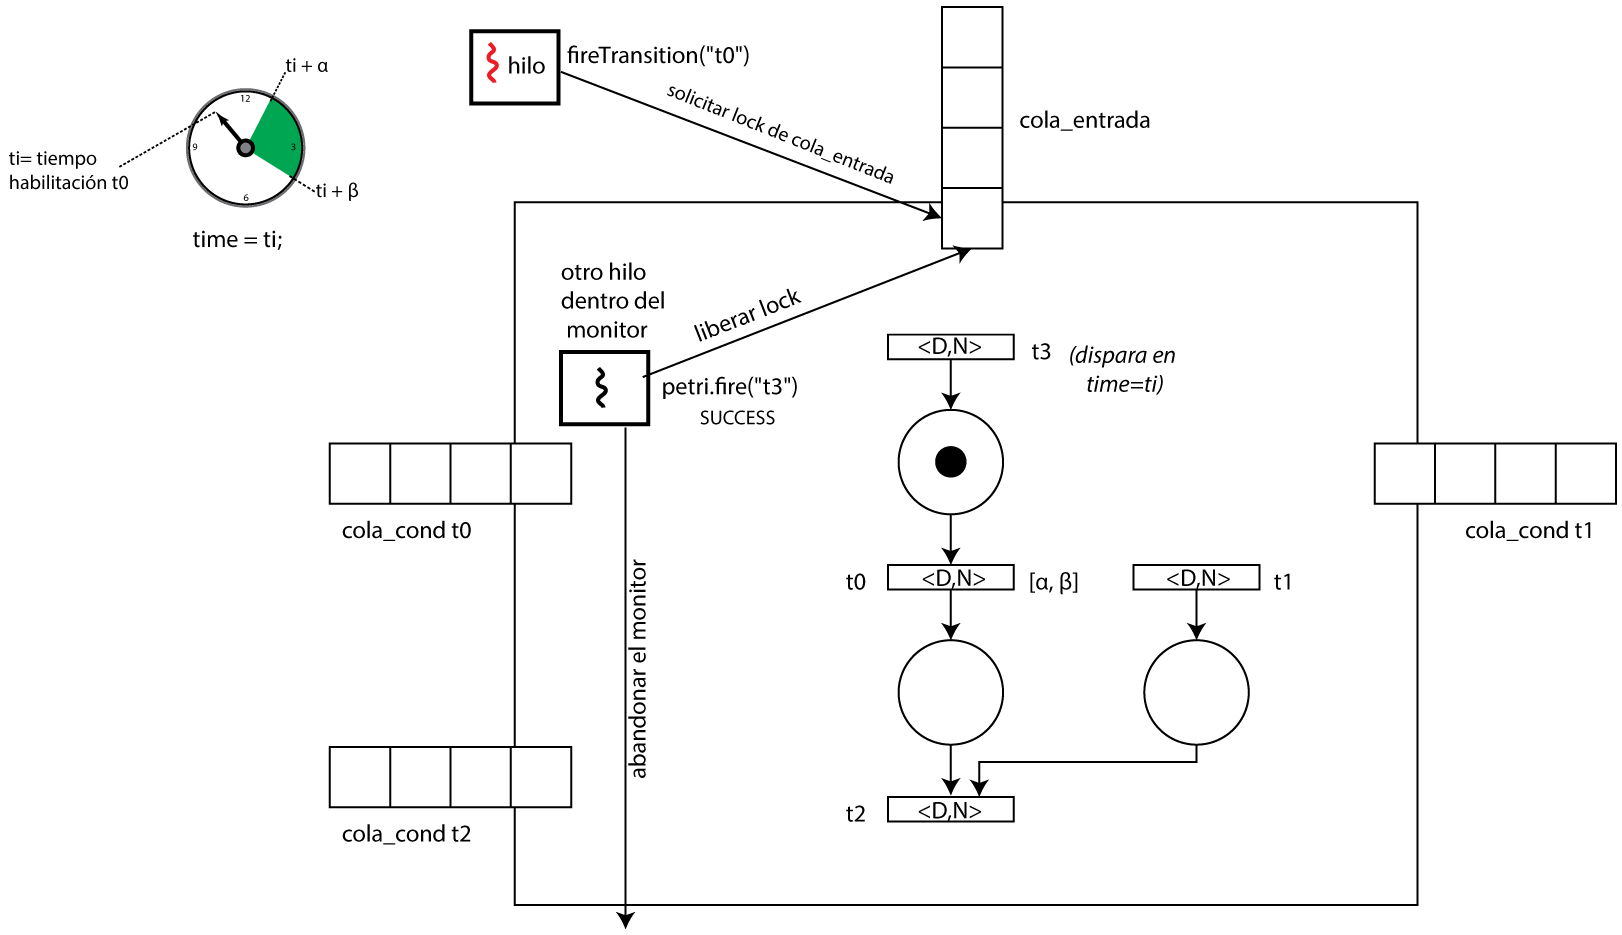 hilo
fireTransition("t0")
solicitar lock de cola_entrada
cola_entrada
ti + α
12
3
6
9
ti= tiempo
habilitación t0
ti + β
time = ti;
otro hilo
dentro del
monitor
liberar lock
petri.fire("t3")
SUCCESS
<D,N>
t3
(dispara en
time=ti)
cola_cond t0
cola_cond t1
t0
<D,N>
[α, β]
<D,N>
t1
abandonar el monitor
cola_cond t2
t2
<D,N>